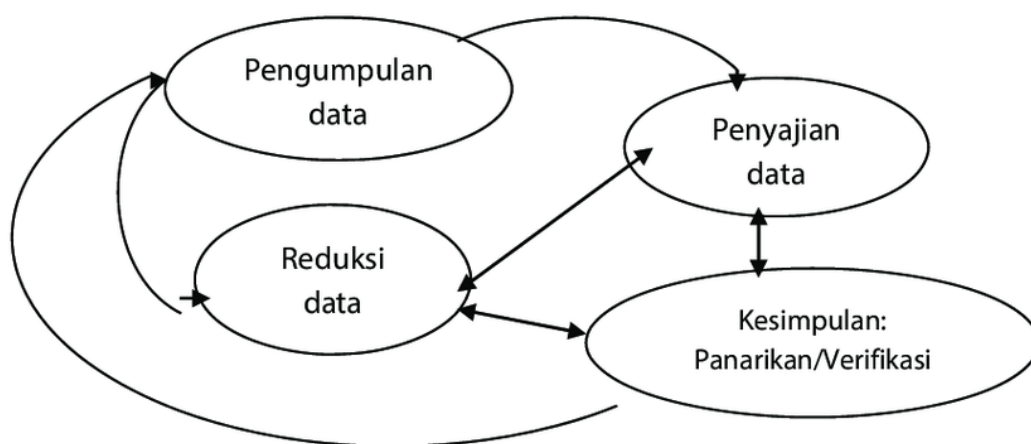 Pengumpulan
data
Penyajian
data
Reduksi
data
Kesimpulan:
Panarikan/Verifikasi